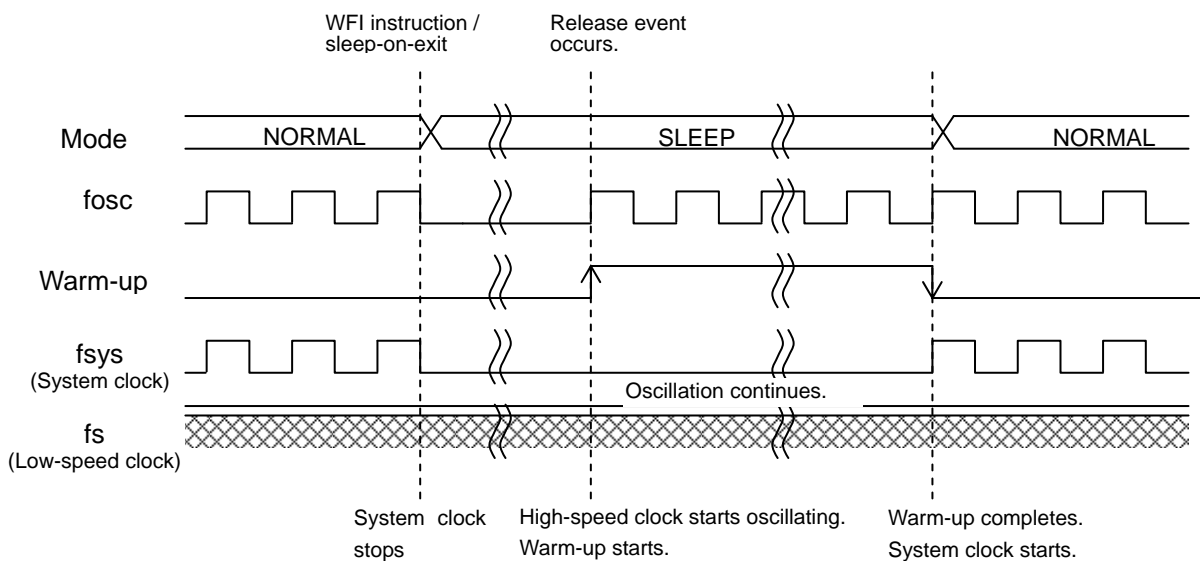 WFI instruction /
sleep-on-exit
Release event
occurs.
Mode
NORMAL
SLEEP
NORMAL
fosc
Warm-up
fsys
(System clock)
Oscillation continues.
fs
(Low-speed clock)
System clock
stops
High-speed clock starts oscillating.
Warm-up starts.
Warm-up completes.
System clock starts.